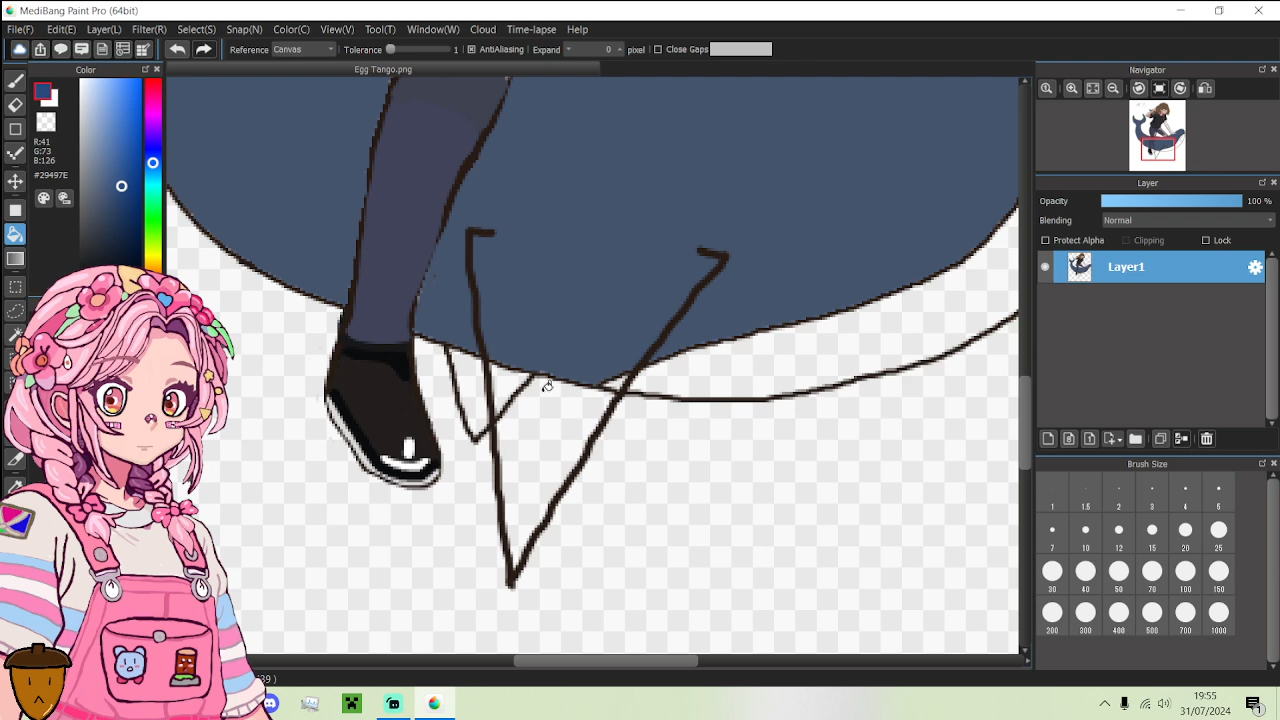 MediBang Paint Pro (64bit)
File(F) Edit(E) Layer(L) Filter(R) Select(S) Snap(N) Color(C) View(V) Tool(T) Window(W) Cloud Time-lapse Help
Reference Canvas Tolerance 1 AntiAliasing Expand 0 pixel Close Gaps
Color
Egg Tango.png
Navigator
R:41
G:73
B:126
#29497E
Layer
Opacity 100 %
Blending Normal
Protect Alpha Clipping Lock
Layer1
Brush Size
1 1.5 2 3 4 5
7 10 12 15 20 25
30 40 50 70 100 150
200 300 400 500 700 1000
39 )
19:55
31/07/2024
1